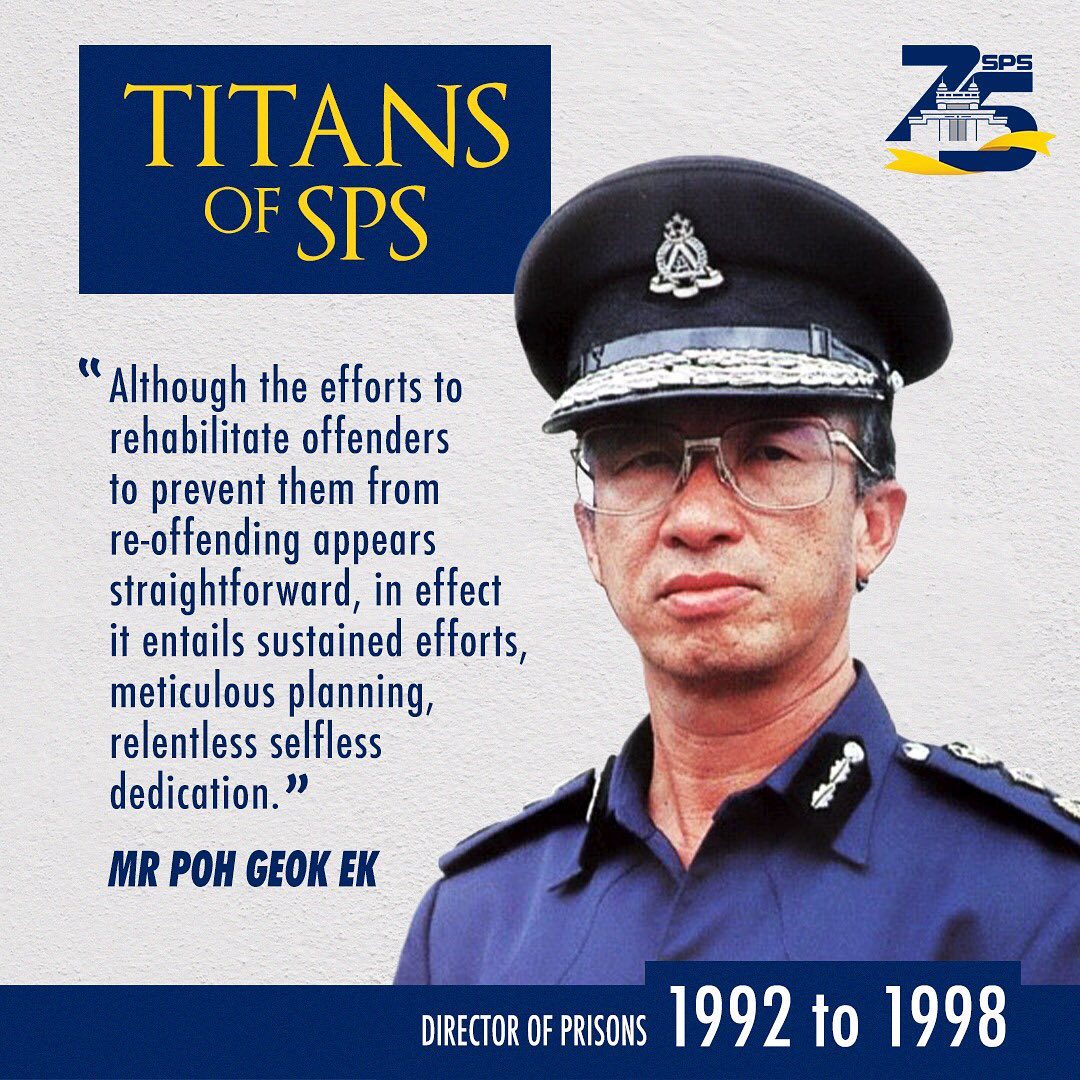 TITANS
OF SPS
75 SPS
“Although the efforts to
rehabilitate offenders
to prevent them from
re-offending appears
straightforward, in effect
it entails sustained efforts,
meticulous planning,
relentless selfless
dedication.”
MR POH GEOK EK
DIRECTOR OF PRISONS 1992 to 1998